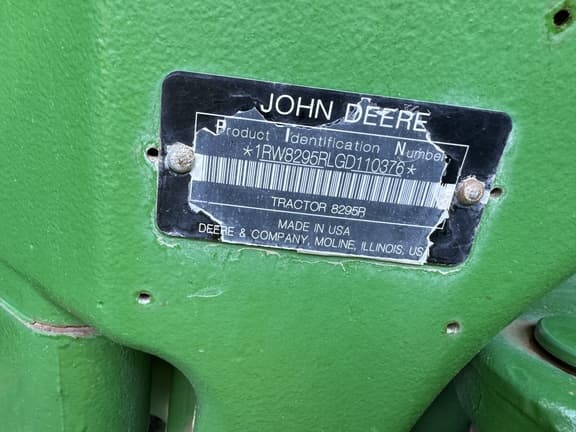 JOHN DEERE
Product Identification Number
*1RW8295RLGD110376*
TRACTOR 8295R
MADE IN USA
DEERE & COMPANY, MOLINE, ILLINOIS, US